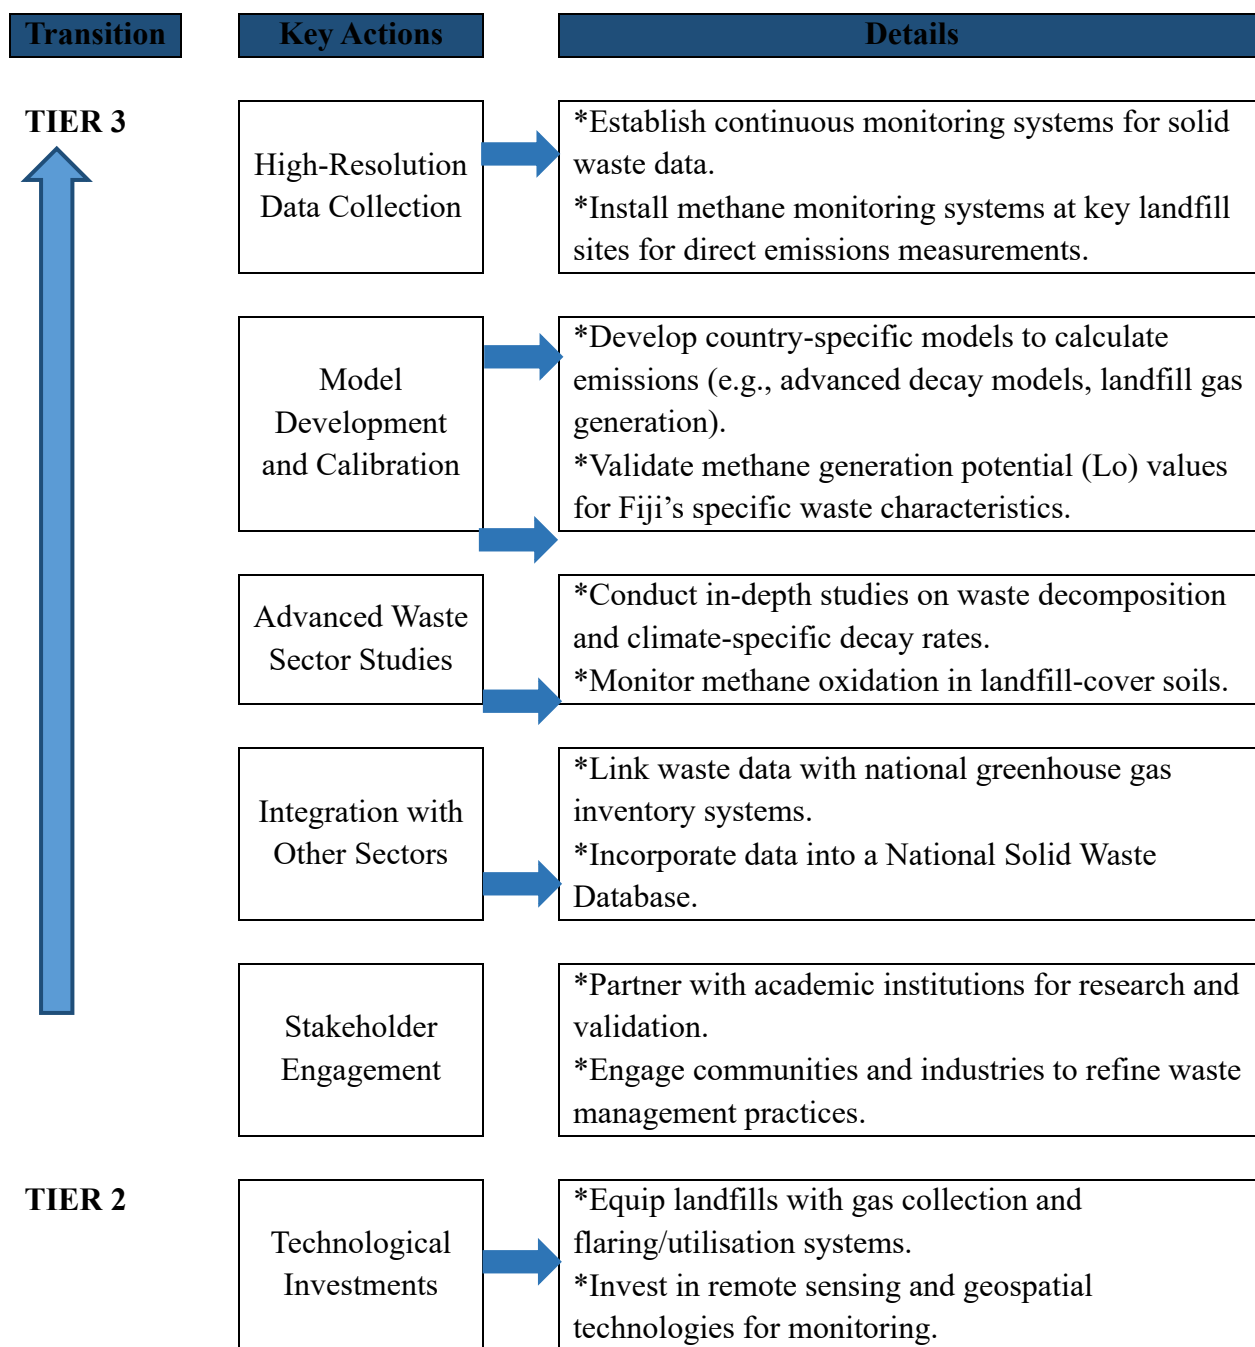 Transition
Key Actions
Details
TIER 3
High-Resolution
Data Collection
*Establish continuous monitoring systems for solid
waste data.
*Install methane monitoring systems at key landfill
sites for direct emissions measurements.
Model
Development
and Calibration
*Develop country-specific models to calculate
emissions (e.g., advanced decay models, landfill gas
generation).
*Validate methane generation potential (Lo) values
for Fiji’s specific waste characteristics.
Advanced Waste
Sector Studies
*Conduct in-depth studies on waste decomposition
and climate-specific decay rates.
*Monitor methane oxidation in landfill-cover soils.
Integration with
Other Sectors
*Link waste data with national greenhouse gas
inventory systems.
*Incorporate data into a National Solid Waste
Database.
Stakeholder
Engagement
*Partner with academic institutions for research and
validation.
*Engage communities and industries to refine waste
management practices.
TIER 2
Technological
Investments
*Equip landfills with gas collection and
flaring/utilisation systems.
*Invest in remote sensing and geospatial
technologies for monitoring.